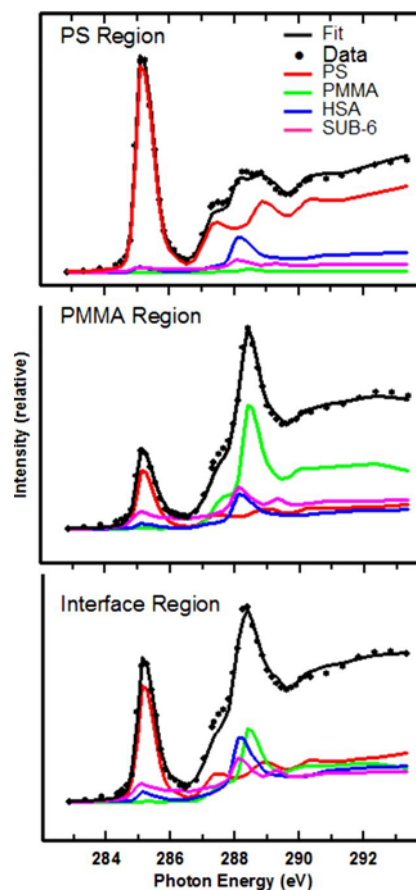 PS Region
Fit
Data
PS
PMMA
HSA
SUB-6
PMMA Region
Intensity (relative)
Interface Region
284 286 288 290 292
Photon Energy (eV)